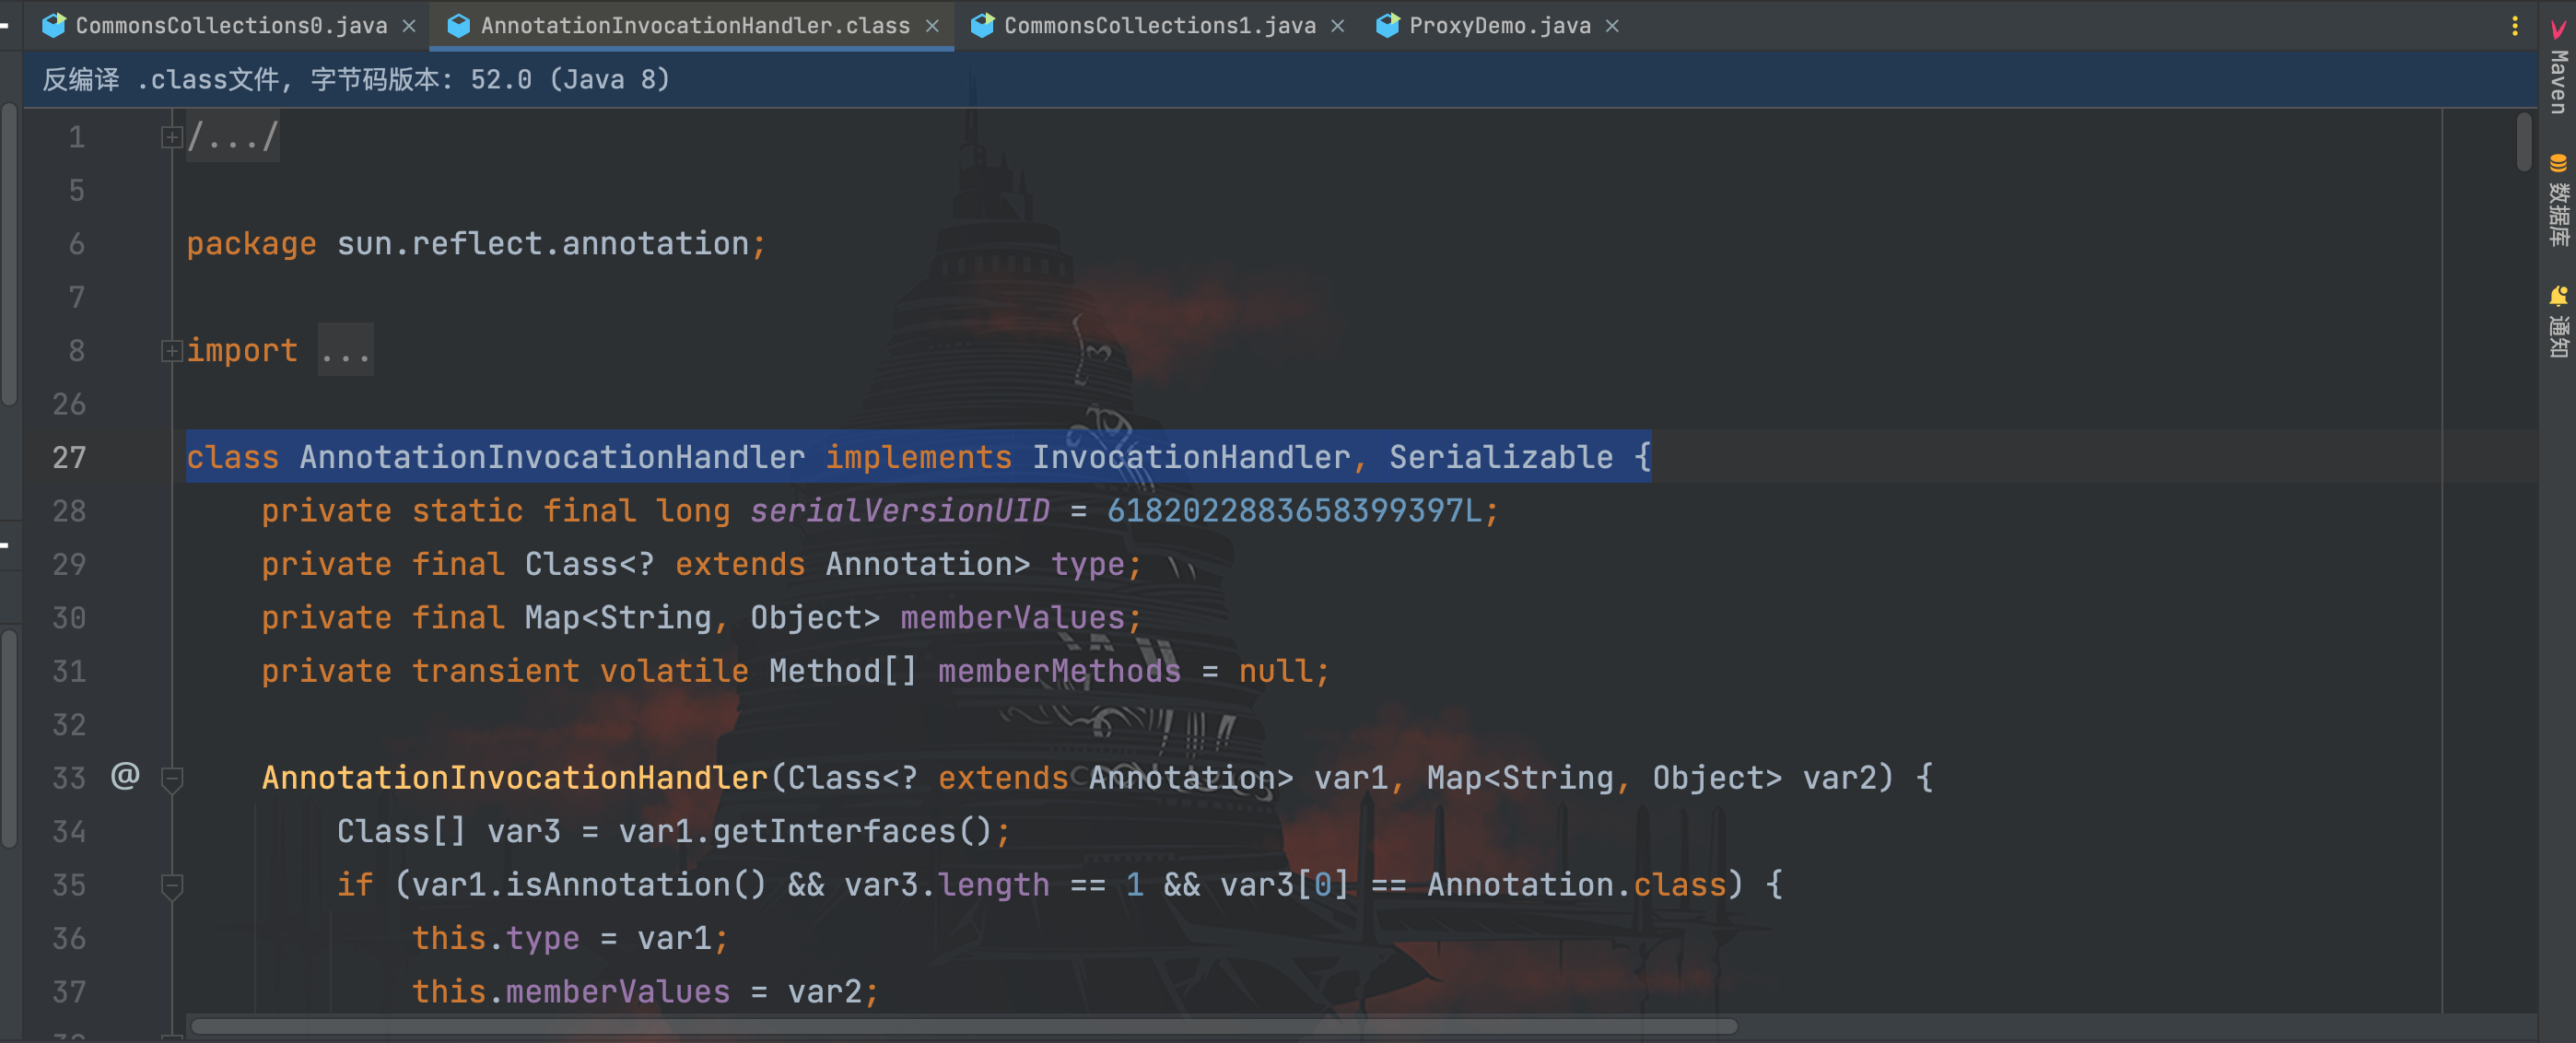 CommonsCollections0.java AnnotationInvocationHandler.class CommonsCollections1.java ProxyDemo.java
反编译 .class文件, 字节码版本: 52.0 (Java 8)
1 /.../
5
6 package sun.reflect.annotation;
7
8 import ...
26
27 class AnnotationInvocationHandler implements InvocationHandler, Serializable {
28 private static final long serialVersionUID = 6182022883658399397L;
29 private final Class<? extends Annotation> type;
30 private final Map<String, Object> memberValues;
31 private transient volatile Method[] memberMethods = null;
32
33 @ AnnotationInvocationHandler(Class<? extends Annotation> var1, Map<String, Object> var2) {
34 Class[] var3 = var1.getInterfaces();
35 if (var1.isAnnotation() && var3.length == 1 && var3[0] == Annotation.class) {
36 this.type = var1;
37 this.memberValues = var2;
Maven
数据库
通知